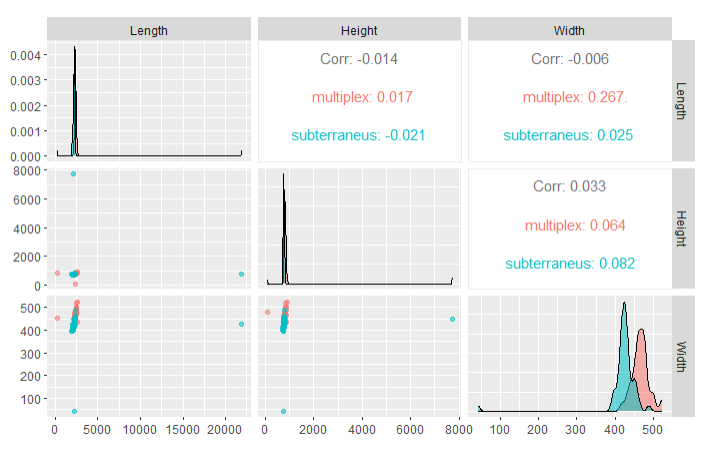 Length Height Width
0.004
0.003
0.002
0.001
0.000
Corr: -0.014
multiplex: 0.017
subterraneus: -0.021
Corr: -0.006
multiplex: 0.267.
subterraneus: 0.025
Length
8000
6000
4000
2000
0
Corr: 0.033
multiplex: 0.064
subterraneus: 0.082
Height
500
400
300
200
100
Width
0 5000 10000 15000 20000
0 2000 4000 6000 8000
100 200 300 400 500